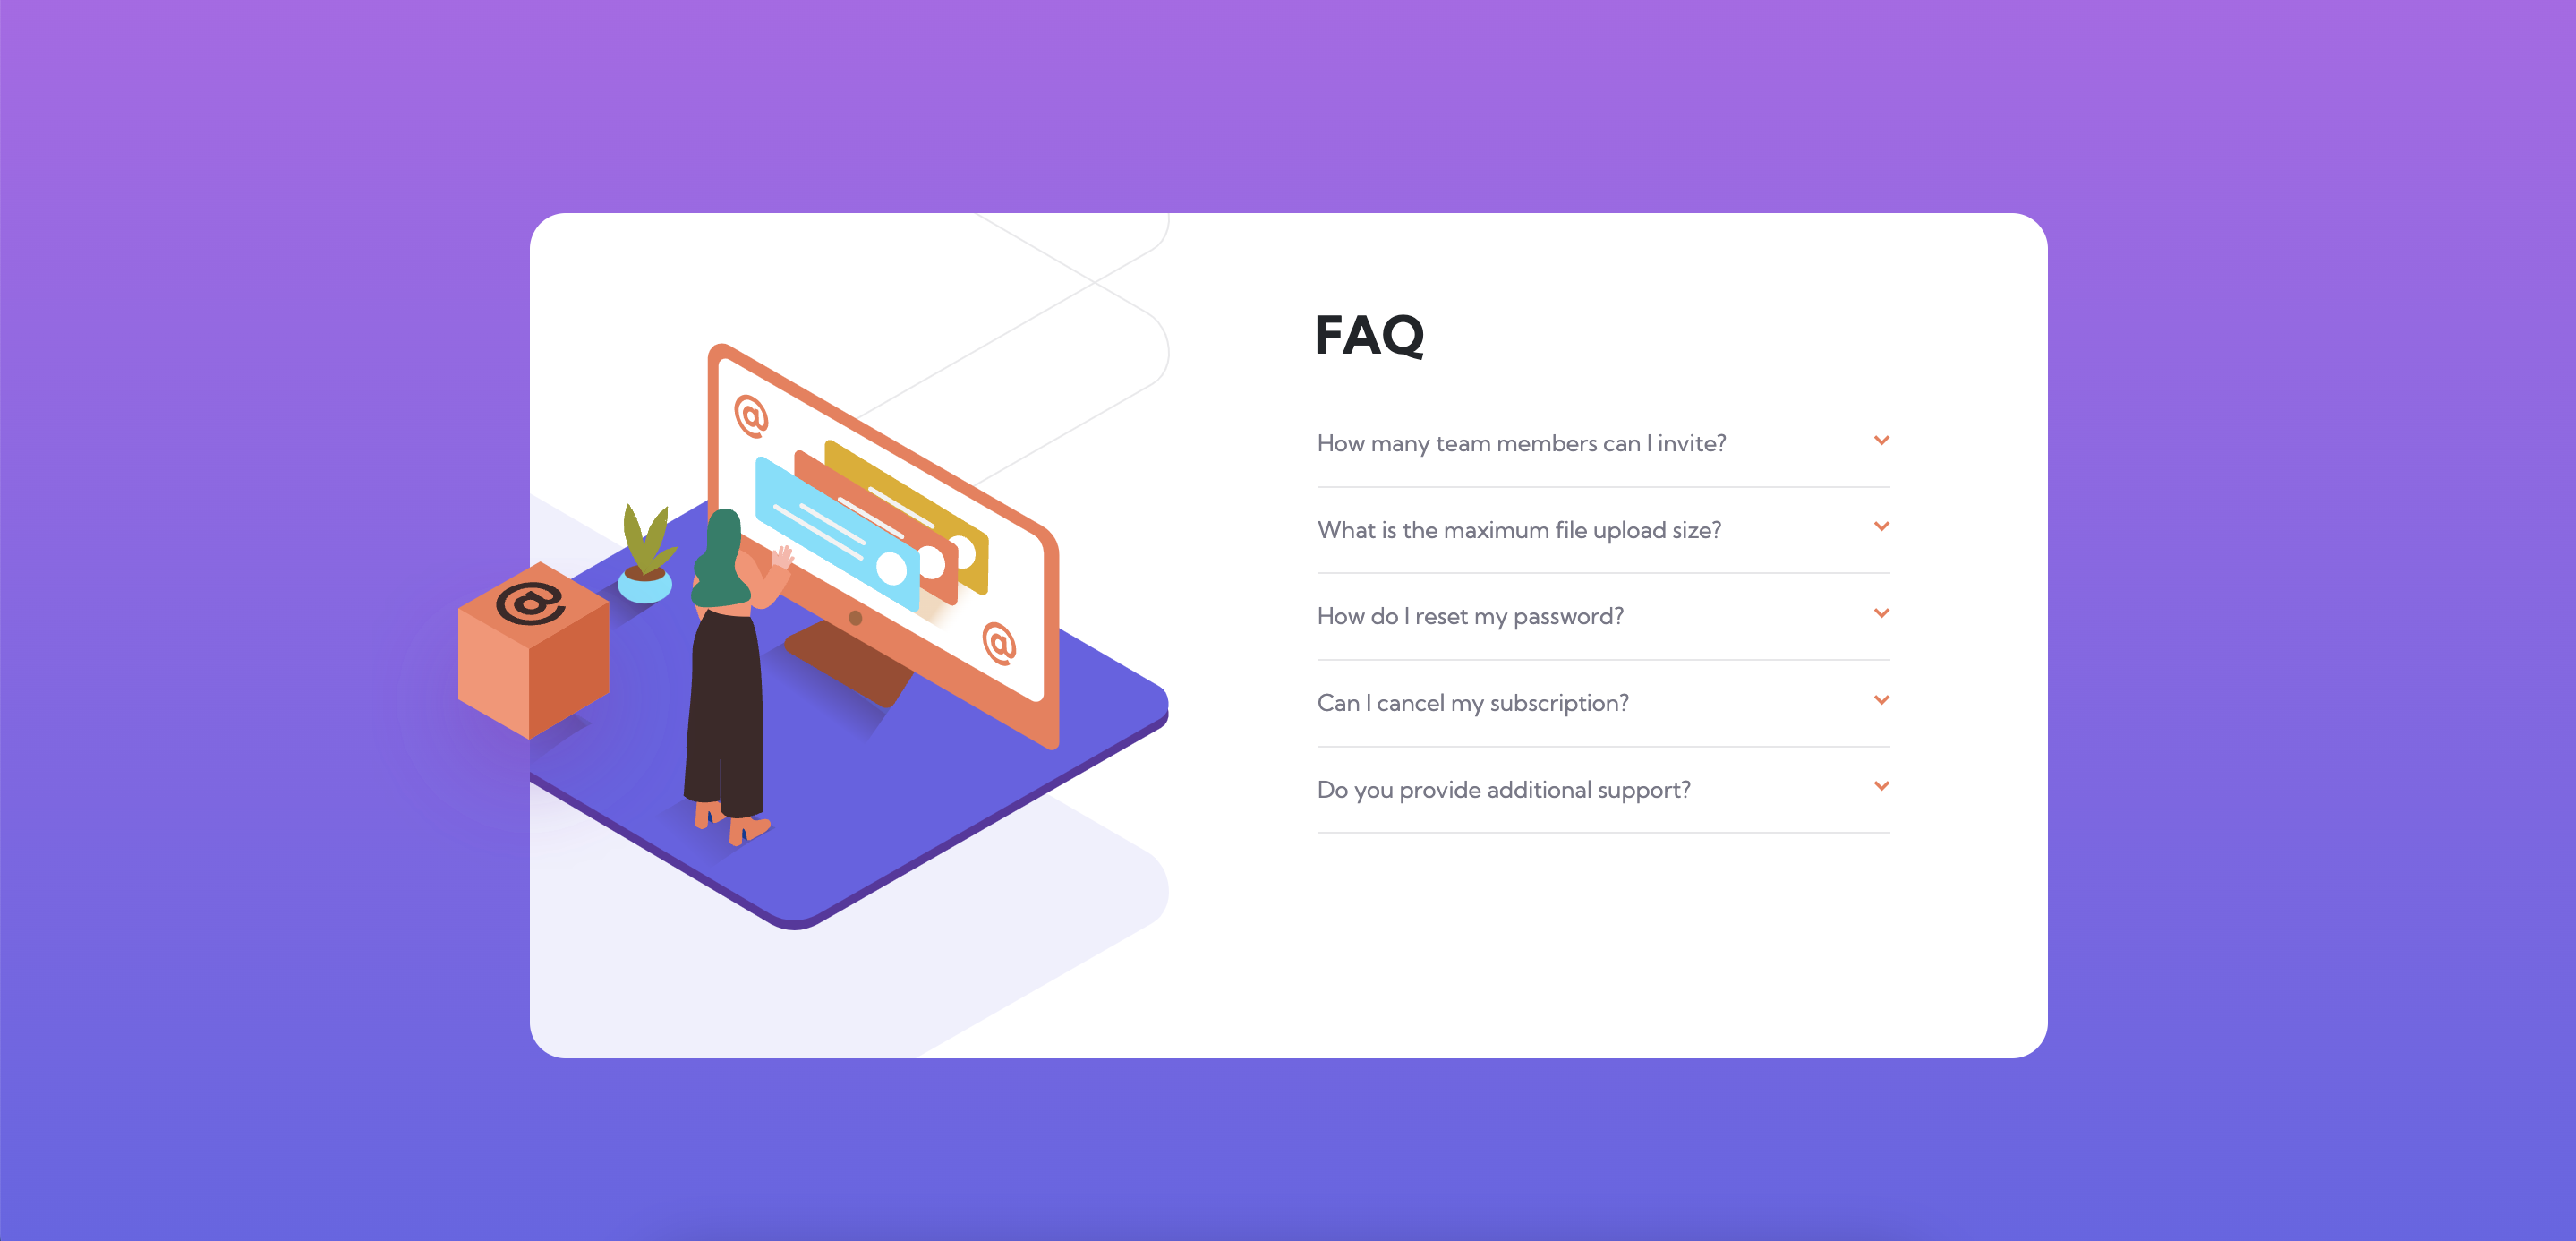 @
@
@
FAQ
How many team members can I invite?
What is the maximum file upload size?
How do I reset my password?
Can I cancel my subscription?
Do you provide additional support?